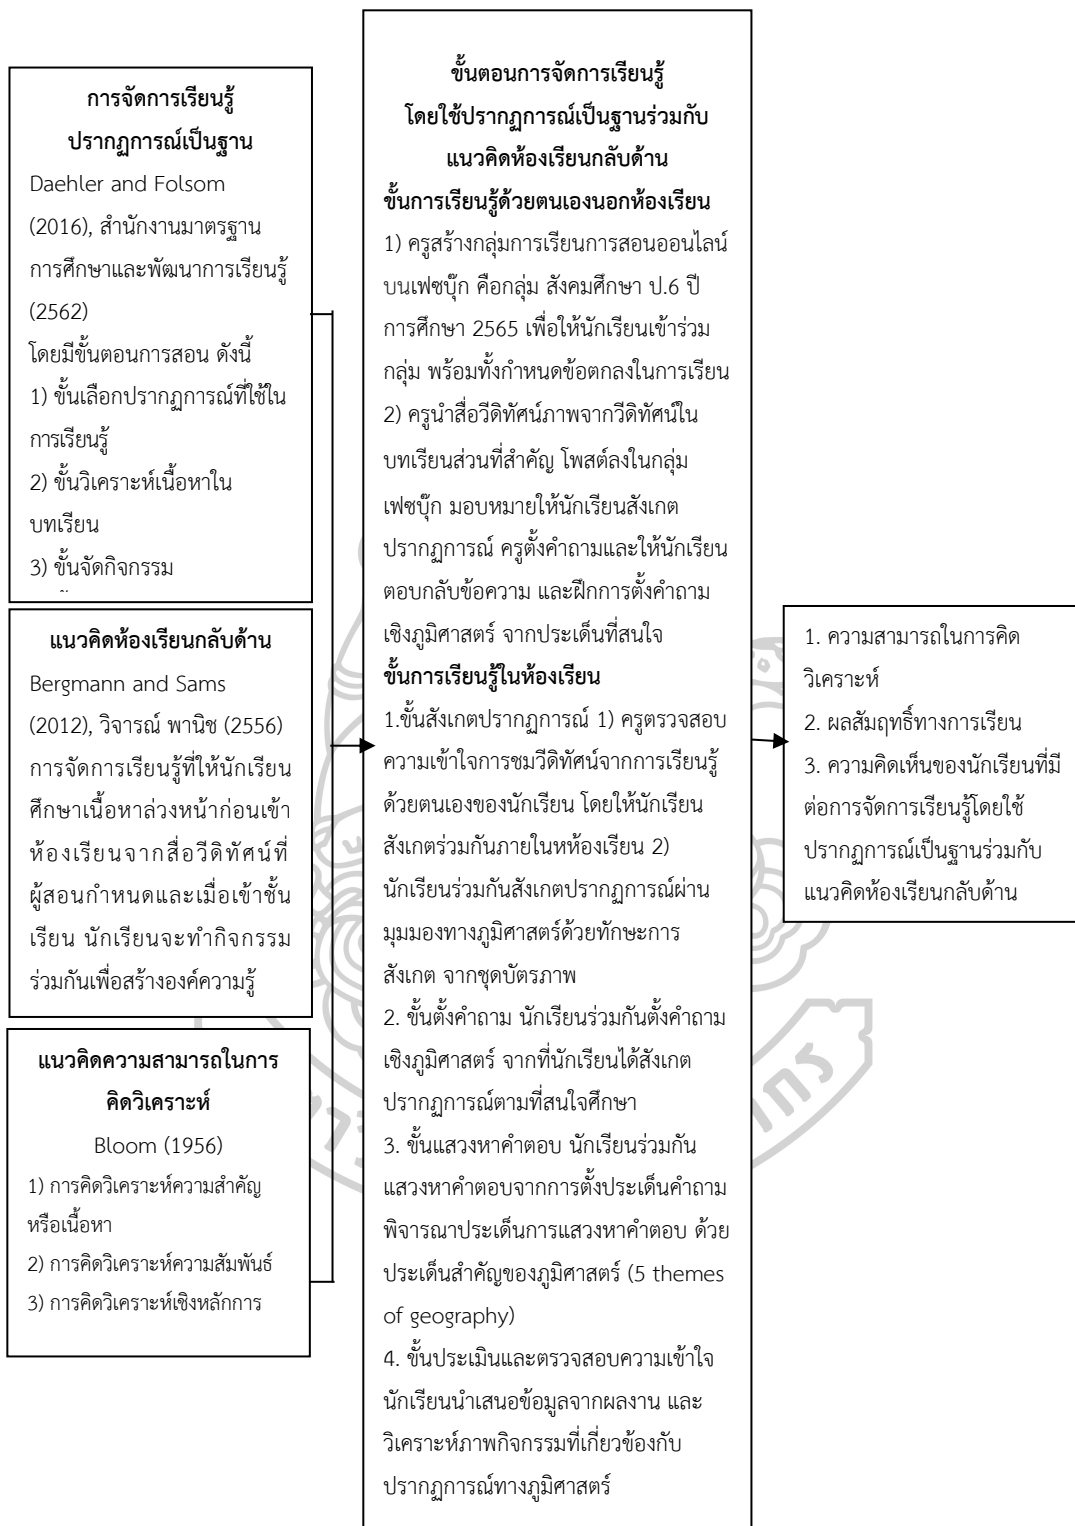 การจัดการเรียนรู้
ปรากฏการณ์เป็นฐาน
Daehler and Folsom
(2016), สำนักงานมาตรฐาน
การศึกษาและพัฒนาการเรียนรู้
(2562)
โดยมีขั้นตอนการสอน ดังนี้
1) ขั้นเลือกปรากฏการณ์ที่ใช้ใน
การเรียนรู้
2) ขั้นวิเคราะห์เนื้อหาใน
บทเรียน
3) ขั้นจัดกิจกรรม
แนวคิดห้องเรียนกลับด้าน
Bergmann and Sams
(2012), วิจารณ์ พานิช (2556)
การจัดการเรียนรู้ที่ให้นักเรียน
ศึกษาเนื้อหาล่วงหน้าก่อนเข้า
ห้องเรียนจากสื่อวีดิทัศน์ที่
ผู้สอนกำหนดและเมื่อเข้าชั้น
เรียน นักเรียนจะทำกิจกรรม
ร่วมกันเพื่อสร้างองค์ความรู้
แนวคิดความสามารถในการ
คิดวิเคราะห์
Bloom (1956)
1) การคิดวิเคราะห์ความสำคัญ
หรือเนื้อหา
2) การคิดวิเคราะห์ความสัมพันธ์
3) การคิดวิเคราะห์เชิงหลักการ
ขั้นตอนการจัดการเรียนรู้
โดยใช้ปรากฏการณ์เป็นฐานร่วมกับ
แนวคิดห้องเรียนกลับด้าน
ขั้นการเรียนรู้ด้วยตนเองนอกห้องเรียน
1) ครูสร้างกลุ่มการเรียนการสอนออนไลน์
บนเฟซบุ๊ก คือกลุ่ม สังคมศึกษา ป.6 ปี
การศึกษา 2565 เพื่อให้นักเรียนเข้าร่วม
กลุ่ม พร้อมทั้งกำหนดข้อตกลงในการเรียน
2) ครูนำสื่อวีดิทัศน์ภาพจากวีดิทัศน์ใน
บทเรียนส่วนที่สำคัญ โพสต์ลงในกลุ่ม
เฟซบุ๊ก มอบหมายให้นักเรียนสังเกต
ปรากฏการณ์ ครูตั้งคำถามและให้นักเรียน
ตอบกลับข้อความ และฝึกการตั้งคำถาม
เชิงภูมิศาสตร์ จากประเด็นที่สนใจ
ขั้นการเรียนรู้ในห้องเรียน
1.ขั้นสังเกตปรากฏการณ์ 1) ครูตรวจสอบ
ความเข้าใจการชมวีดิทัศน์จากการเรียนรู้
ด้วยตนเองของนักเรียน โดยให้นักเรียน
สังเกตร่วมกันภายในหห้องเรียน 2)
นักเรียนร่วมกันสังเกตปรากฏการณ์ผ่าน
มุมมองทางภูมิศาสตร์ด้วยทักษะการ
สังเกต จากชุดบัตรภาพ
2. ขั้นตั้งคำถาม นักเรียนร่วมกันตั้งคำถาม
เชิงภูมิศาสตร์ จากที่นักเรียนได้สังเกต
ปรากฏการณ์ตามที่สนใจศึกษา
3. ขั้นแสวงหาคำตอบ นักเรียนร่วมกัน
แสวงหาคำตอบจากการตั้งประเด็นคำถาม
พิจารณาประเด็นการแสวงหาคำตอบ ด้วย
ประเด็นสำคัญของภูมิศาสตร์ (5 themes
of geography)
4. ขั้นประเมินและตรวจสอบความเข้าใจ
นักเรียนนำเสนอข้อมูลจากผลงาน และ
วิเคราะห์ภาพกิจกรรมที่เกี่ยวข้องกับ
ปรากฏการณ์ทางภูมิศาสตร์
1. ความสามารถในการคิด
วิเคราะห์
2. ผลสัมฤทธิ์ทางการเรียน
3. ความคิดเห็นของนักเรียนที่มี
ต่อการจัดการเรียนรู้โดยใช้
ปรากฏการณ์เป็นฐานร่วมกับ
แนวคิดห้องเรียนกลับด้าน